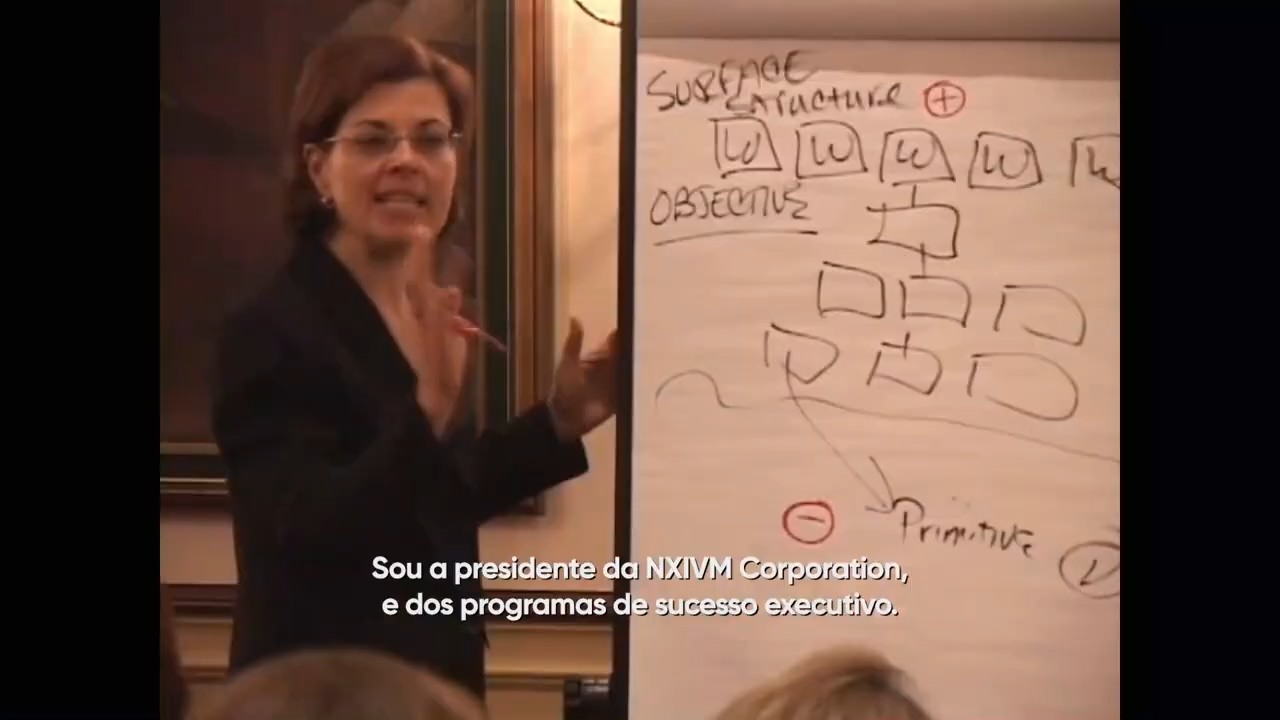 SURFACE
STRUCTURE +
W W W W W
OBJECTIVE
− Primitive
Sou a presidente da NXIVM Corporation,
e dos programas de sucesso executivo.